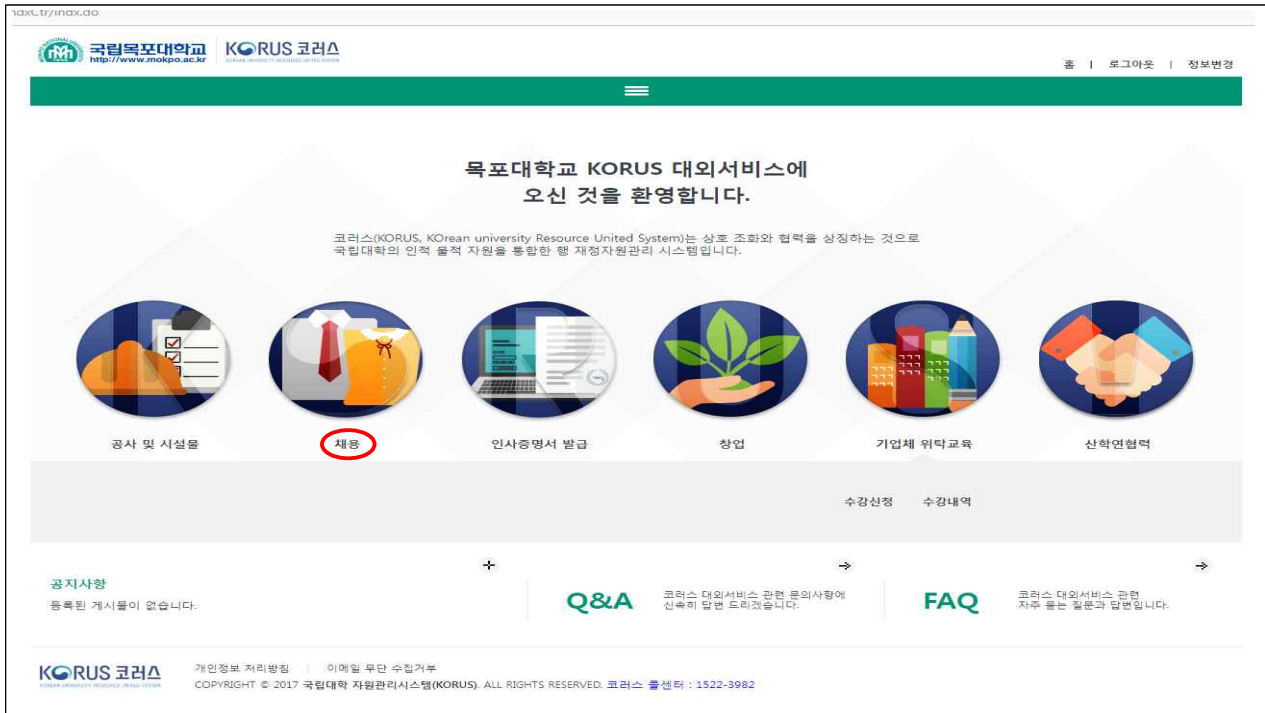 국립목포대학교
http://www.mokpo.ac.kr
KORUS 코러스
홈 | 로그아웃 | 정보변경
목포대학교 KORUS 대외서비스에
오신 것을 환영합니다.
코러스(KORUS, KOrean university Resource United System)는 상호 조화와 협력을 상징하는 것으로
국립대학의 인적 물적 자원을 통합한 행 재정자원관리 시스템입니다.
공사 및 시설물
채용
인사증명서 발급
창업
기업체 위탁교육
산학연협력
수강신청 수강내역
공지사항
등록된 게시물이 없습니다.
Q&A
코러스 대외서비스 관련 문의사항에
신속히 답변 드리겠습니다.
FAQ
코러스 대외서비스 관련
자주 묻는 질문과 답변입니다.
KORUS 코러스
개인정보 처리방침 | 이메일 무단 수집거부
COPYRIGHT © 2017 국립대학 자원관리시스템(KORUS). ALL RIGHTS RESERVED. 코러스 콜센터 : 1522-3982